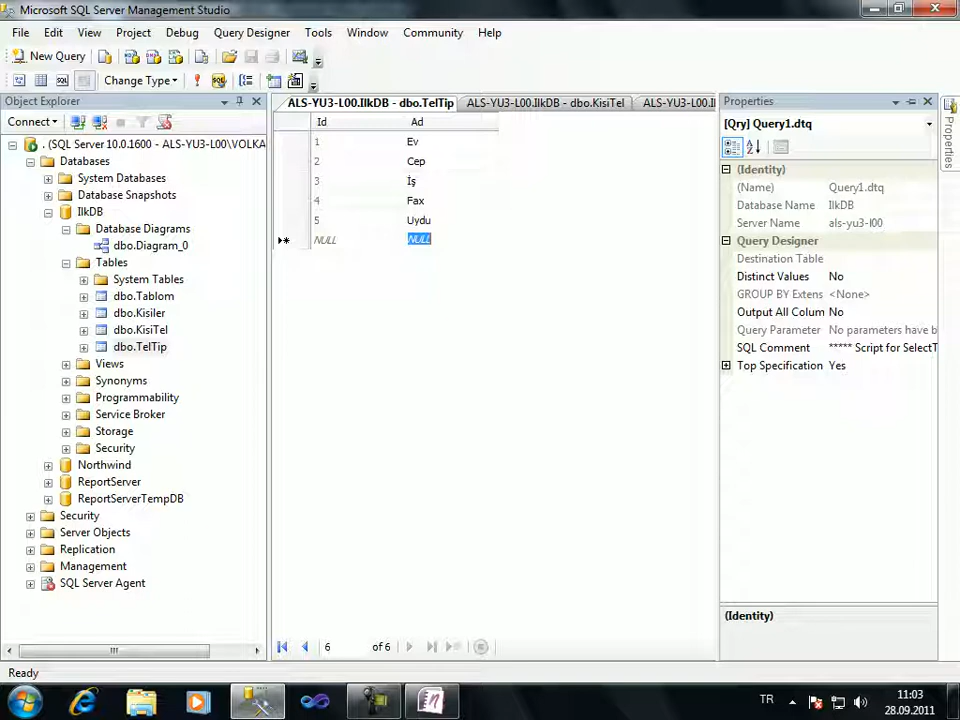 Microsoft SQL Server Management Studio
File Edit View Project Debug Query Designer Tools Window Community Help
New Query
Change Type
Object Explorer
Connect
. (SQL Server 10.0.1600 - ALS-YU3-L00\VOLKA
Databases
System Databases
Database Snapshots
IlkDB
Database Diagrams
dbo.Diagram_0
Tables
System Tables
dbo.Tablom
dbo.Kisiler
dbo.KisiTel
dbo.TelTip
Views
Synonyms
Programmability
Service Broker
Storage
Security
Northwind
ReportServer
ReportServerTempDB
Security
Server Objects
Replication
Management
SQL Server Agent
ALS-YU3-L00.IlkDB - dbo.TelTip ALS-YU3-L00.IlkDB - dbo.KisiTel ALS-YU3-L00.Il
Id Ad
1 Ev
2 Cep
3 İş
4 Fax
5 Uydu
NULL NULL
6 of 6
Properties
[Qry] Query1.dtq
(Identity)
(Name) Query1.dtq
Database Name IlkDB
Server Name als-yu3-l00
Query Designer
Destination Table
Distinct Values No
GROUP BY Extens <None>
Output All Colum No
Query Parameter No parameters have b
SQL Comment ***** Script for SelectT
Top Specification Yes
(Identity)
Properties
Ready
TR
11:03
28.09.2011